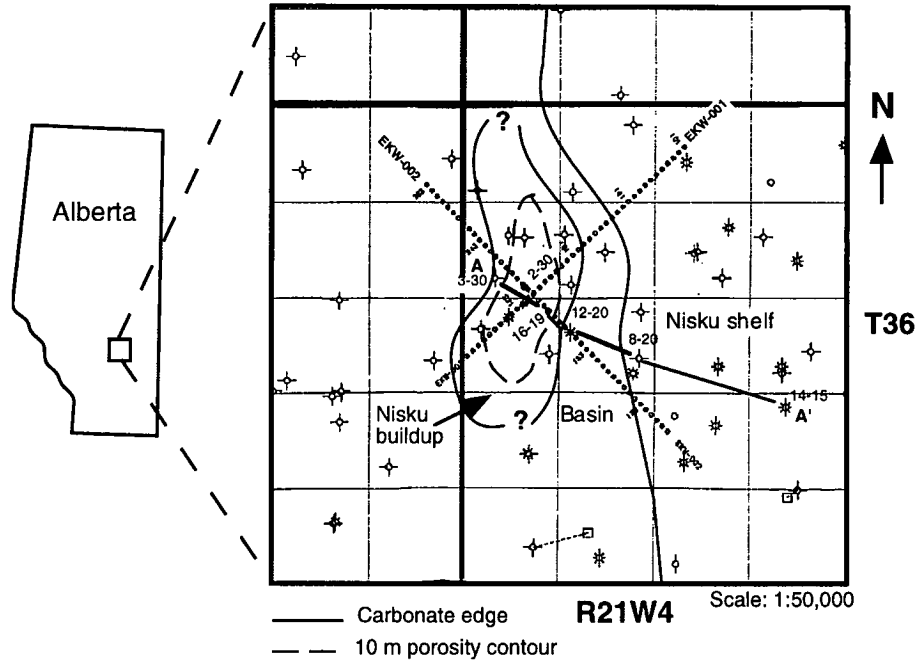 Alberta
N
T36
EKW-001
EKW-002
?
A
3-30
2-30
16-19
12-20
8-20
14-15
A'
Nisku shelf
Nisku
buildup
Basin
?
R21W4
Scale: 1:50,000
Carbonate edge
10 m porosity contour